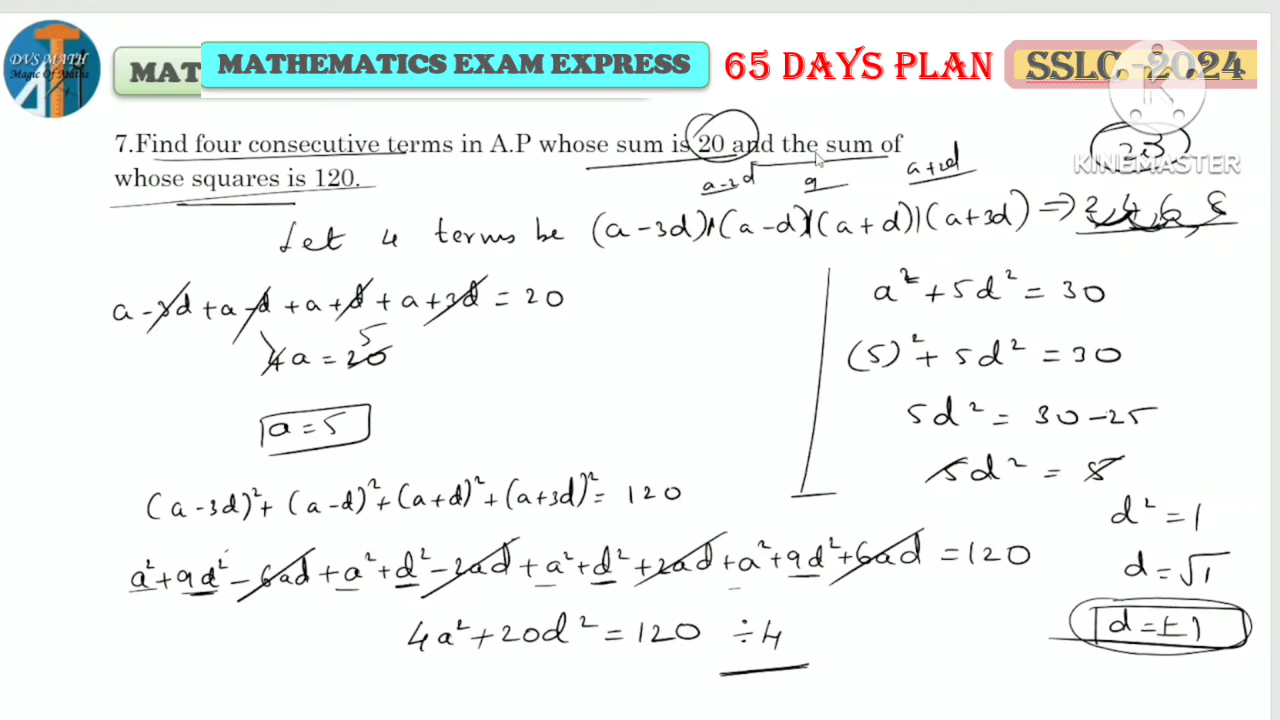 DVS MATH
Magic Of Maths
MAT
MATHEMATICS EXAM EXPRESS
65 DAYS PLAN
SSLC -2024
KINEMASTER
7.Find four consecutive terms in A.P whose sum is 20 and the sum of
whose squares is 120.
a-2d a a+2d
Let 4 terms be (a-3d), (a-d), (a+d), (a+3d) ⇒ 2, 4, 6, 8
a-3d + a-d + a+d + a+3d = 20
4a = 20
5
a = 5
(a-3d)² + (a-d)² + (a+d)² + (a+3d)² = 120
a²+9d²-6ad + a²+d²-2ad + a²+d²+2ad + a²+9d²+6ad = 120
4a²+20d² = 120 ÷4
a²+5d² = 30
(5)²+5d² = 30
5d² = 30-25
5d² = 5
d² = 1
d = √1
d = ±1